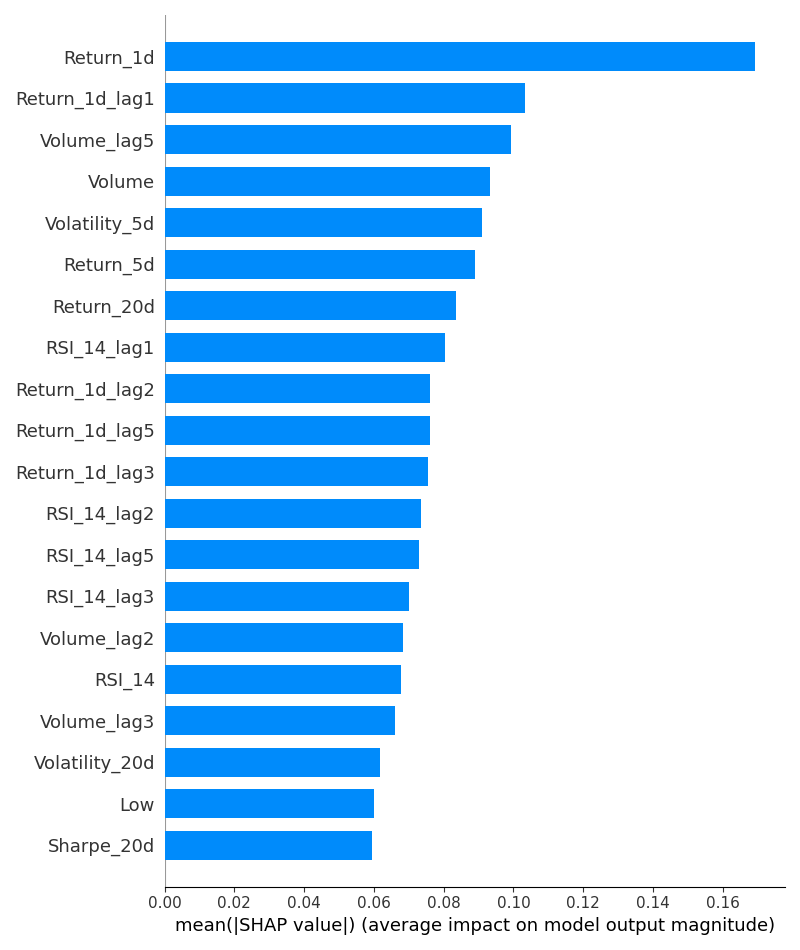 Return_1d
Return_1d_lag1
Volume_lag5
Volume
Volatility_5d
Return_5d
Return_20d
RSI_14_lag1
Return_1d_lag2
Return_1d_lag5
Return_1d_lag3
RSI_14_lag2
RSI_14_lag5
RSI_14_lag3
Volume_lag2
RSI_14
Volume_lag3
Volatility_20d
Low
Sharpe_20d
0.00 0.02 0.04 0.06 0.08 0.10 0.12 0.14 0.16
mean(|SHAP value|) (average impact on model output magnitude)